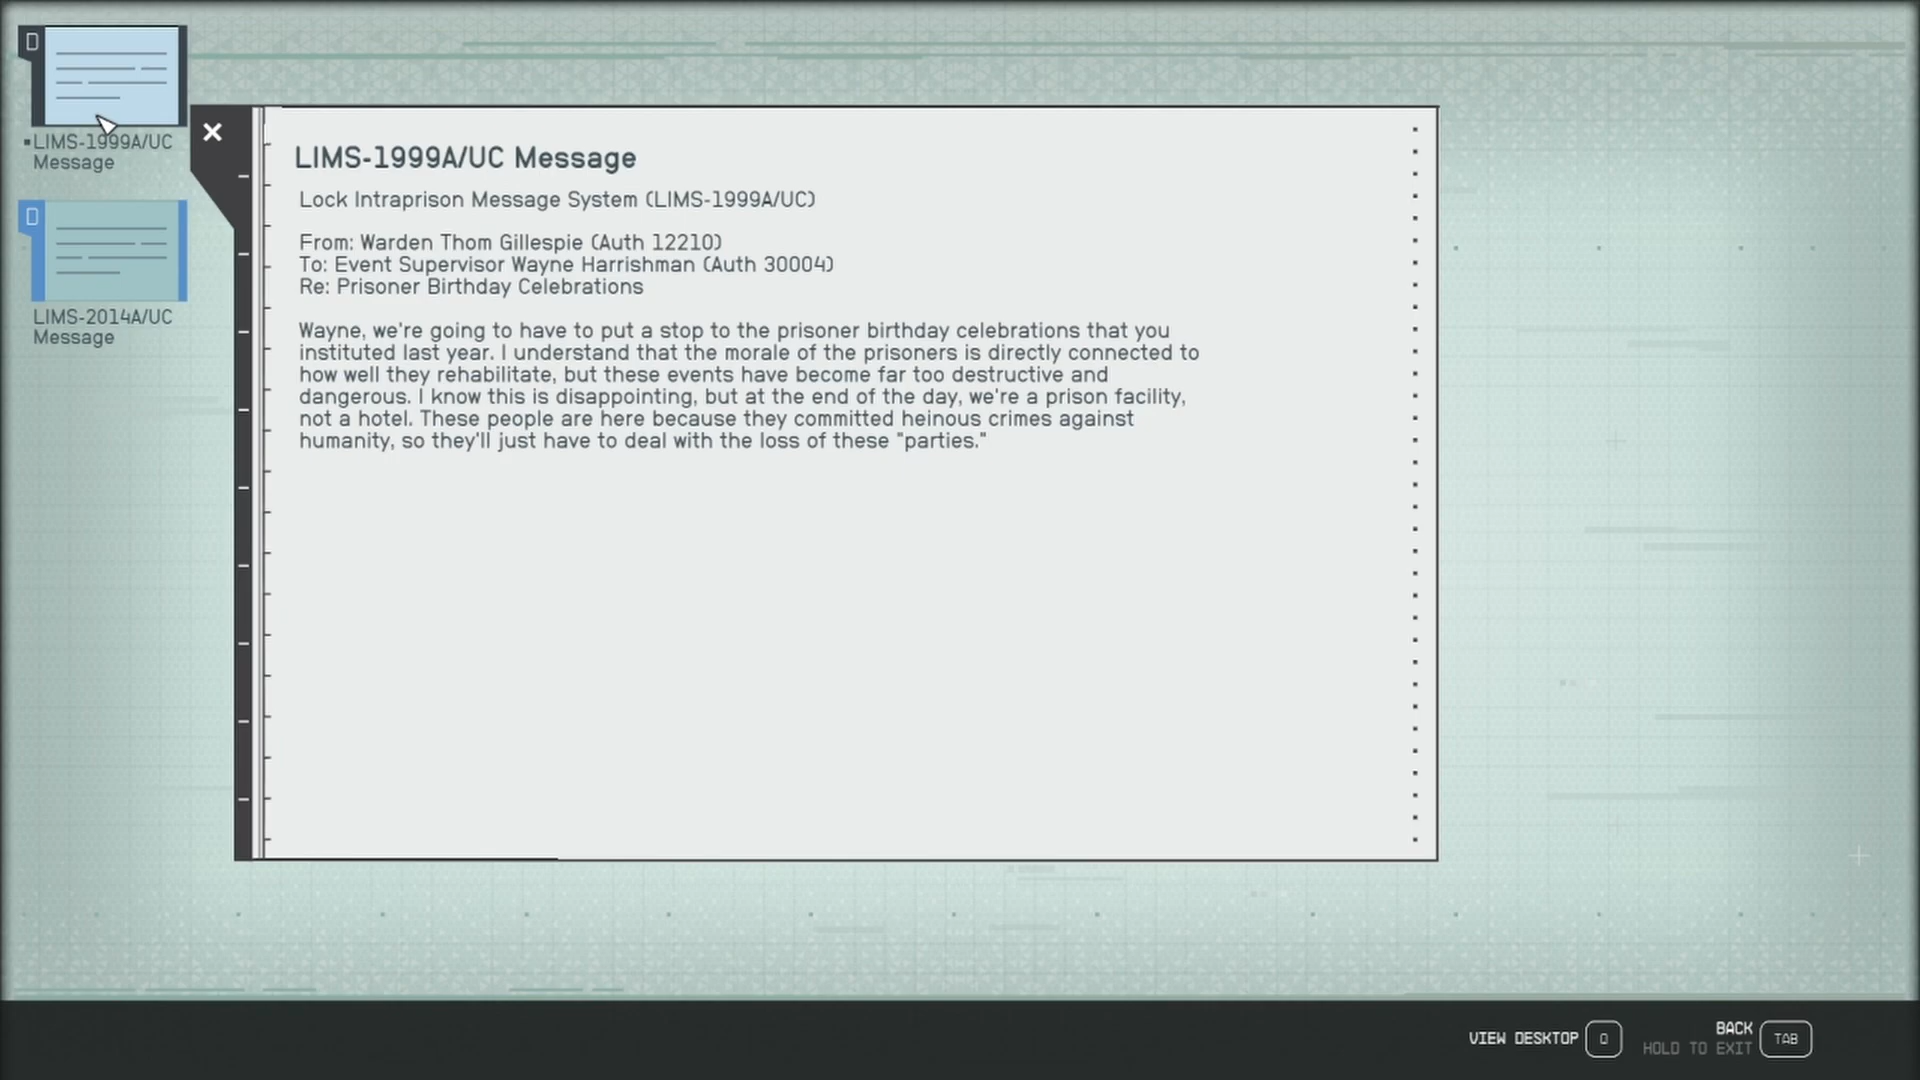 LIMS-1999A/UC
Message
LIMS-2014A/UC
Message
LIMS-1999A/UC Message
Lock Intraprison Message System (LIMS-1999A/UC)
From: Warden Thom Gillespie (Auth 12210)
To: Event Supervisor Wayne Harrishman (Auth 30004)
Re: Prisoner Birthday Celebrations
Wayne, we're going to have to put a stop to the prisoner birthday celebrations that you
instituted last year. I understand that the morale of the prisoners is directly connected to
how well they rehabilitate, but these events have become far too destructive and
dangerous. I know this is disappointing, but at the end of the day, we're a prison facility,
not a hotel. These people are here because they committed heinous crimes against
humanity, so they'll just have to deal with the loss of these "parties."
VIEW DESKTOP Q
BACK TAB
HOLD TO EXIT